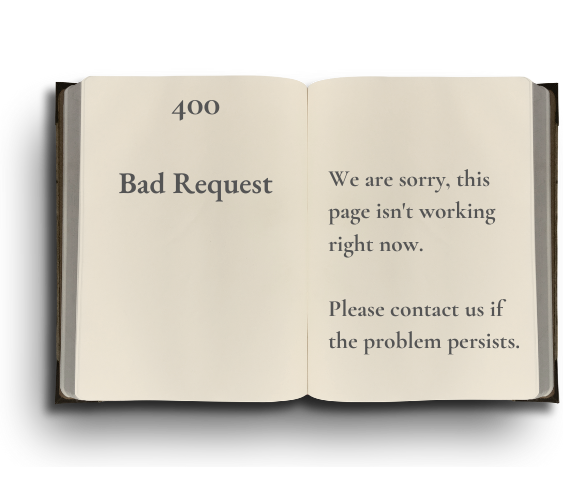 400
Bad Request
We are sorry, this
page isn't working
right now.
Please contact us if
the problem persists.